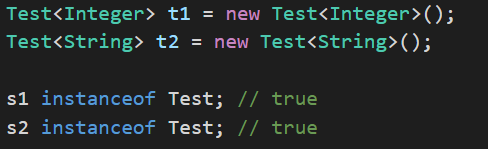 Test<Integer> t1 = new Test<Integer>();
Test<String> t2 = new Test<String>();
s1 instanceof Test; // true
s2 instanceof Test; // true